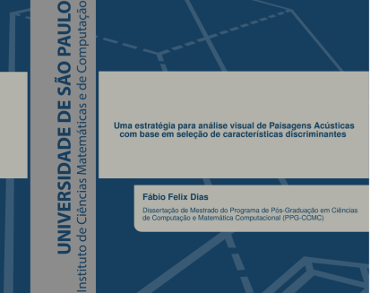 UNIVERSIDADE DE SÃO PAULO
Instituto de Ciências Matemáticas e de Computação
Uma estratégia para análise visual de Paisagens Acústicas
com base em seleção de características discriminantes
Fábio Felix Dias
Dissertação de Mestrado do Programa de Pós-Graduação em Ciências
de Computação e Matemática Computacional (PPG-CCMC)